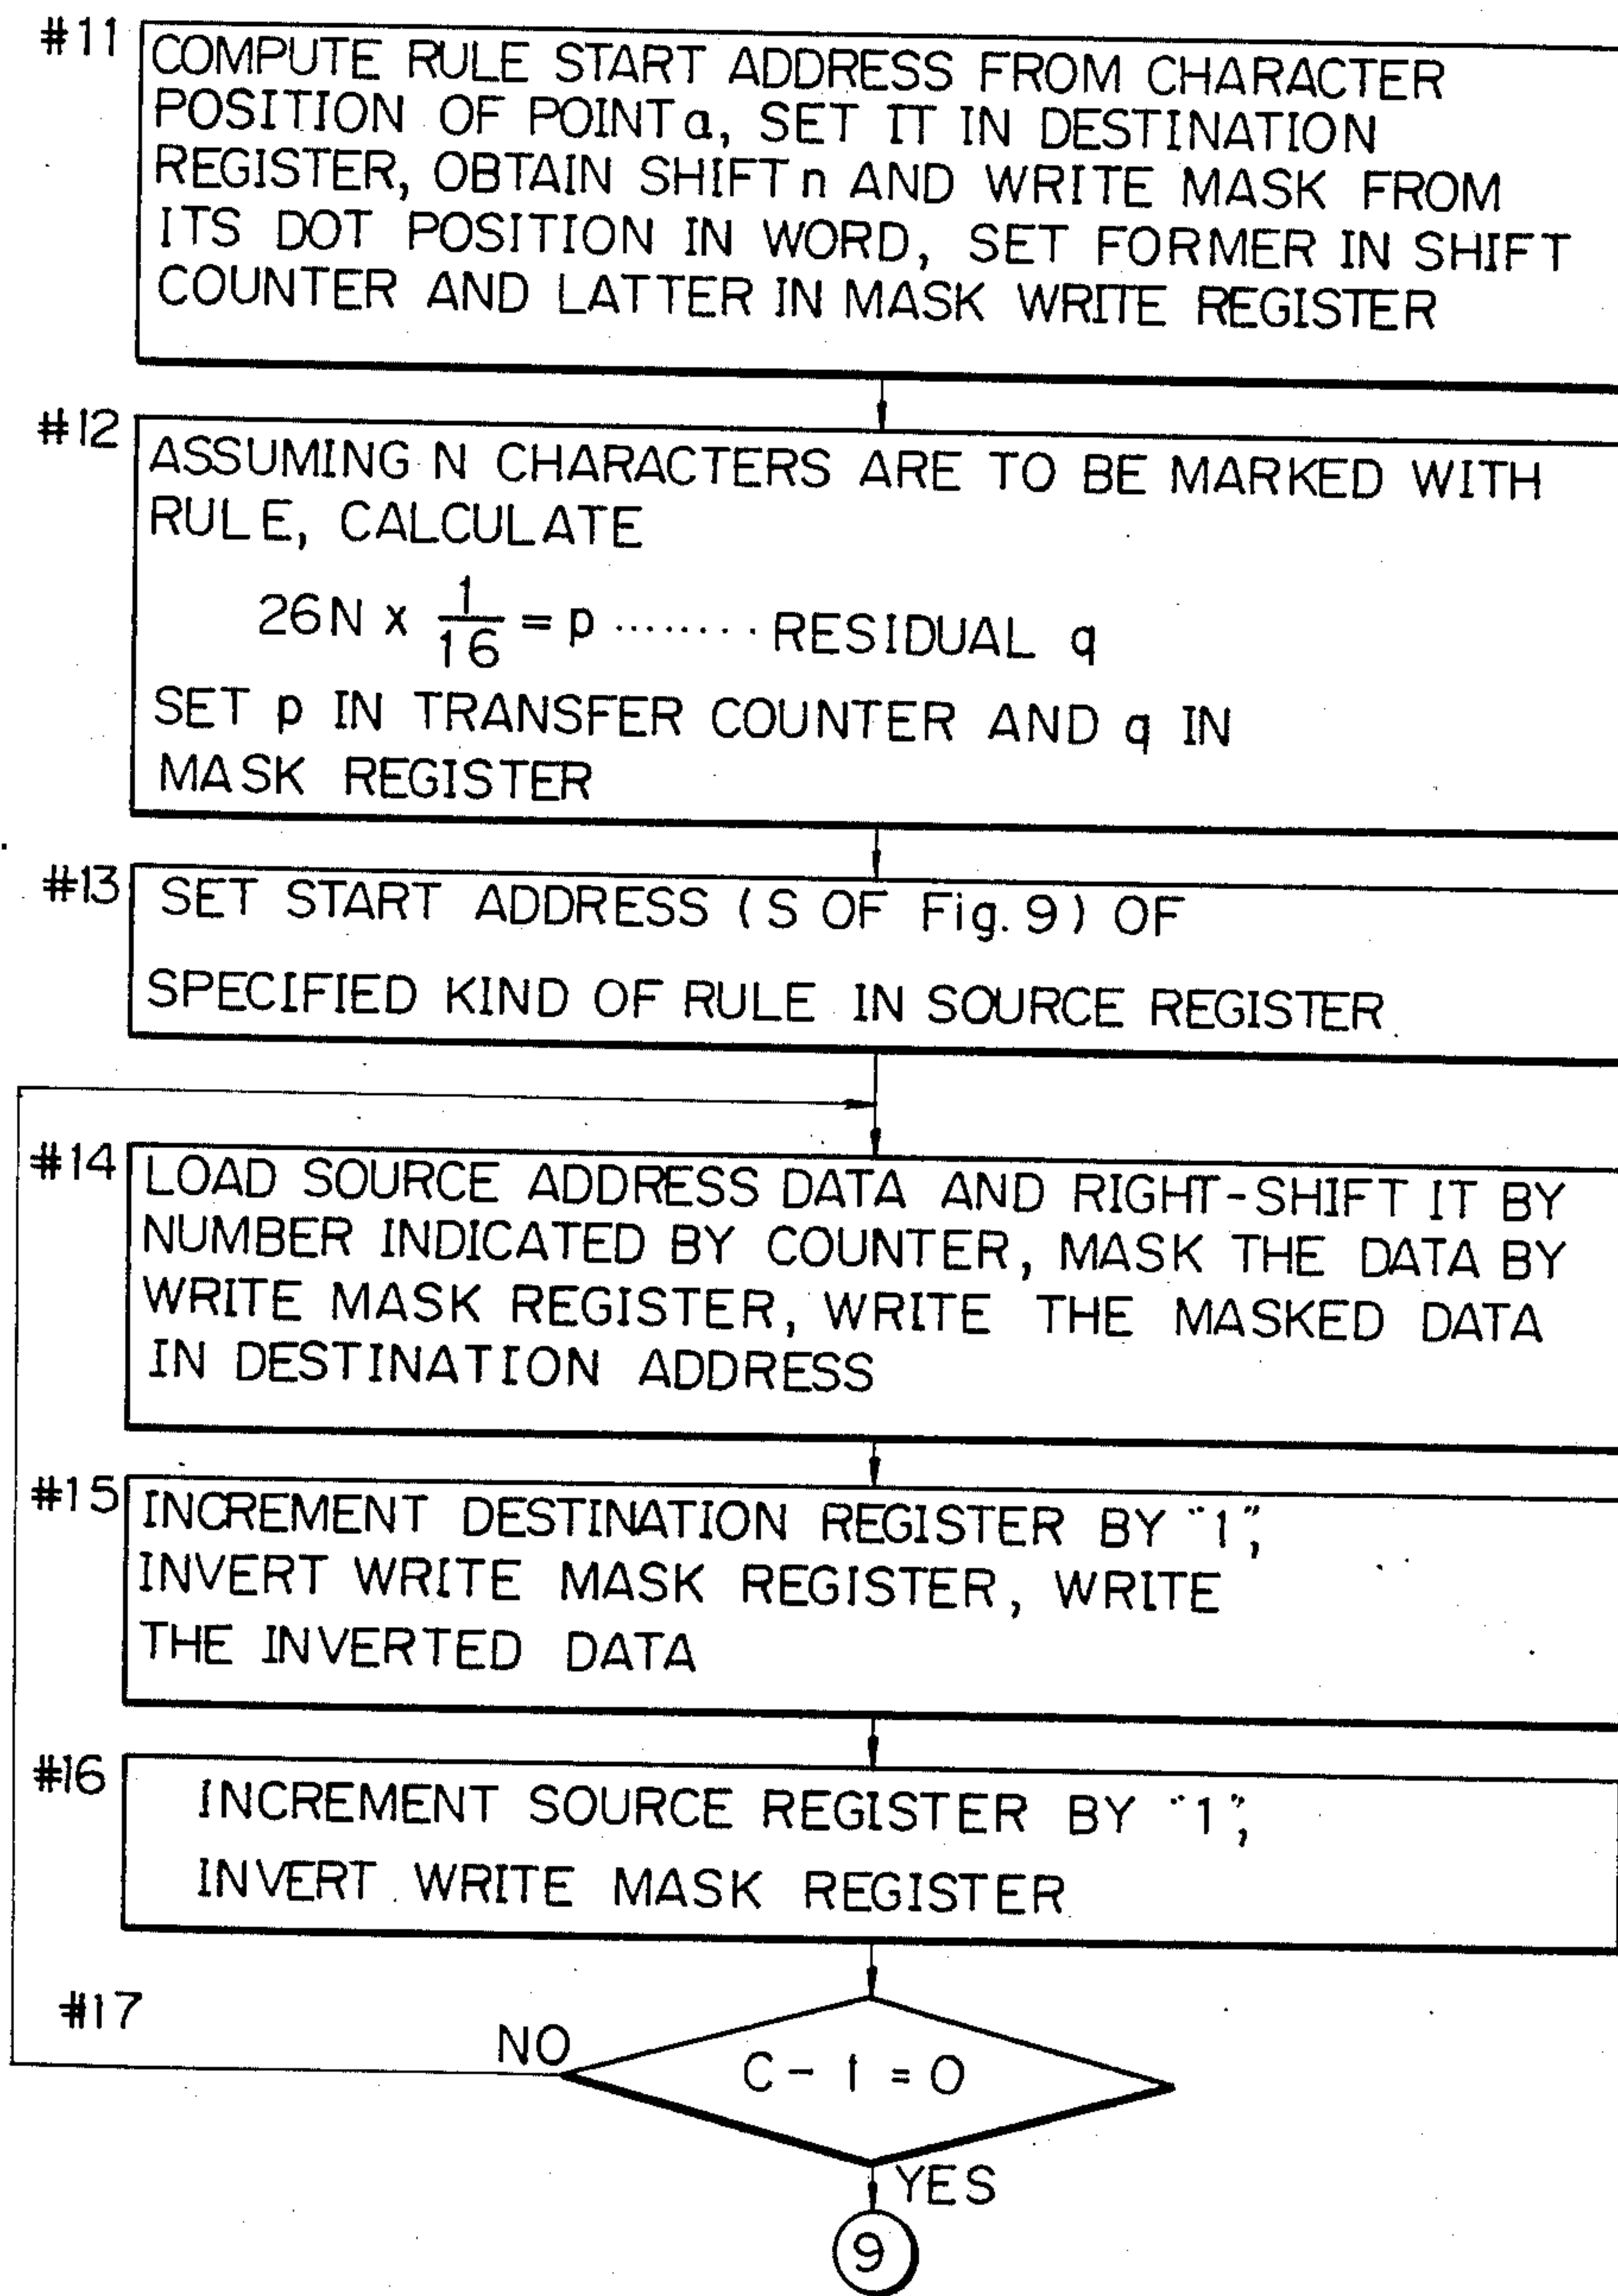 #11
COMPUTE RULE START ADDRESS FROM CHARACTER
POSITION OF POINT a, SET IT IN DESTINATION
REGISTER, OBTAIN SHIFT n AND WRITE MASK FROM
ITS DOT POSITION IN WORD, SET FORMER IN SHIFT
COUNTER AND LATTER IN MASK WRITE REGISTER
#12
ASSUMING N CHARACTERS ARE TO BE MARKED WITH
RULE, CALCULATE
26N x 1/16 = p ........ RESIDUAL q
SET p IN TRANSFER COUNTER AND q IN
MASK REGISTER
#13
SET START ADDRESS (S OF Fig. 9) OF
SPECIFIED KIND OF RULE IN SOURCE REGISTER
#14
LOAD SOURCE ADDRESS DATA AND RIGHT-SHIFT IT BY
NUMBER INDICATED BY COUNTER, MASK THE DATA BY
WRITE MASK REGISTER, WRITE THE MASKED DATA
IN DESTINATION ADDRESS
#15
INCREMENT DESTINATION REGISTER BY "1",
INVERT WRITE MASK REGISTER, WRITE
THE INVERTED DATA
#16
INCREMENT SOURCE REGISTER BY "1",
INVERT WRITE MASK REGISTER
#17
NO
C - 1 = 0
YES
9